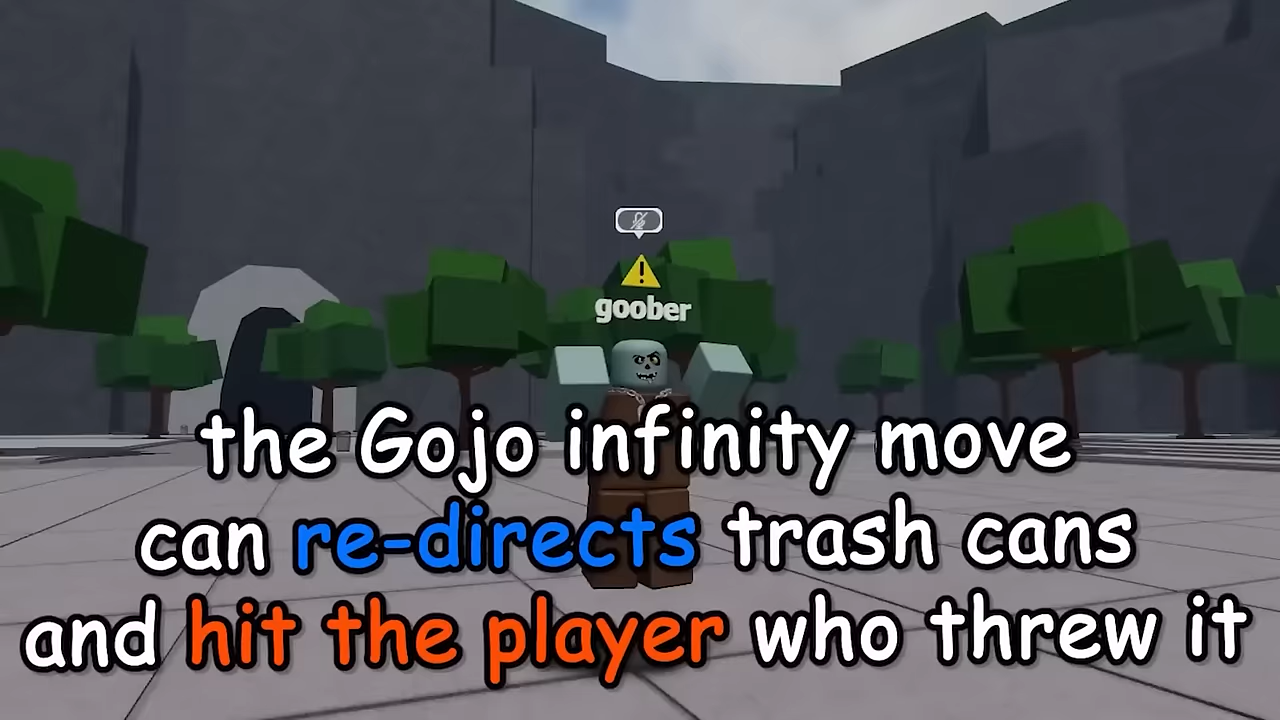 goober
the Gojo infinity move
can re-directs trash cans
and hit the player who threw it